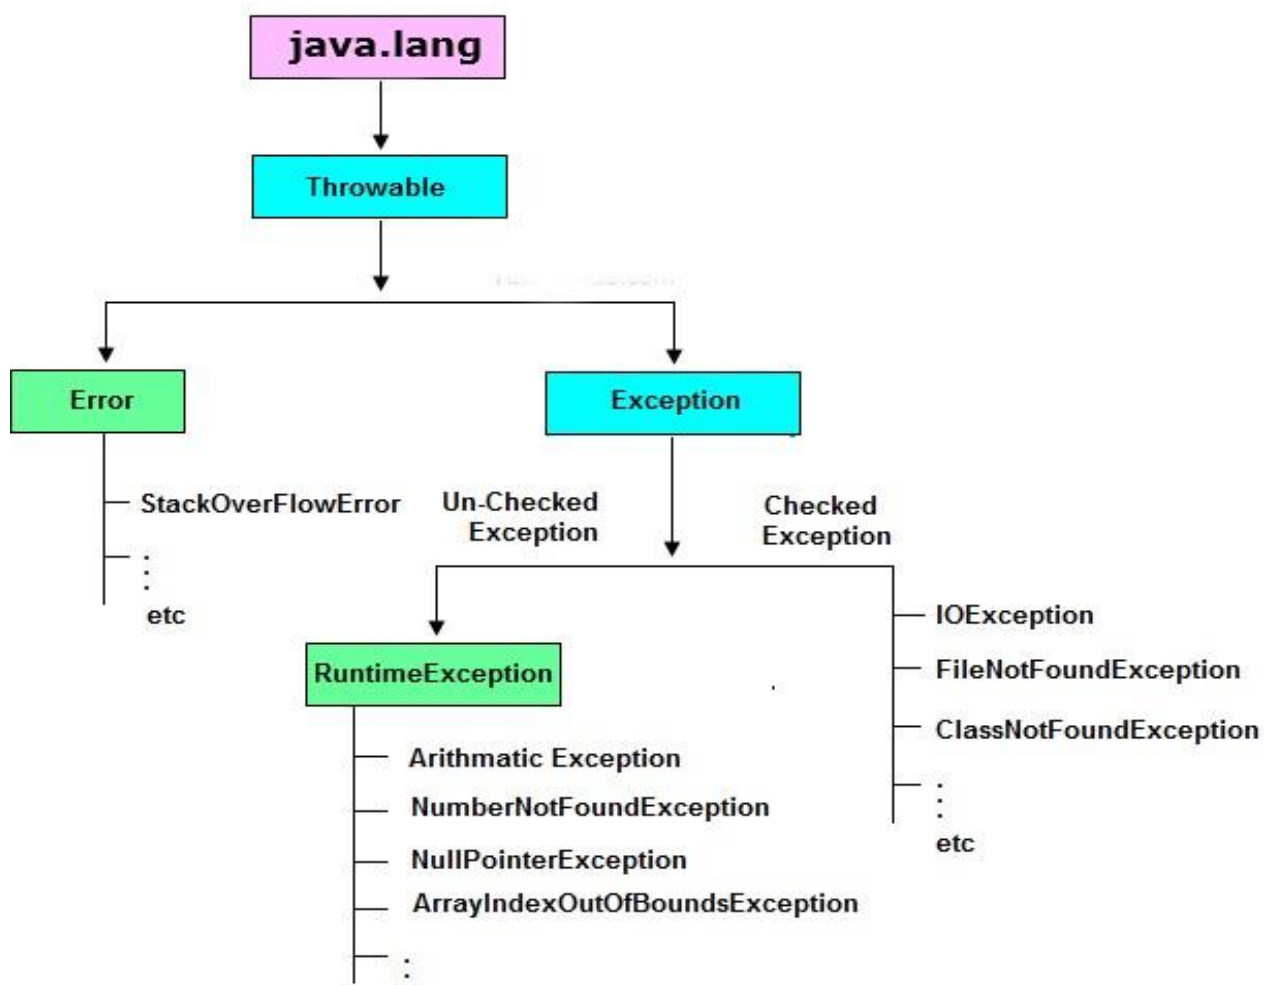 java.lang
Throwable
Error
Exception
StackOverFlowError
⋮
etc
Un-Checked
Exception
Checked
Exception
RuntimeException
Arithmatic Exception
NumberNotFoundException
NullPointerException
ArrayIndexOutOfBoundsException
:
IOException
FileNotFoundException
ClassNotFoundException
⋮
etc